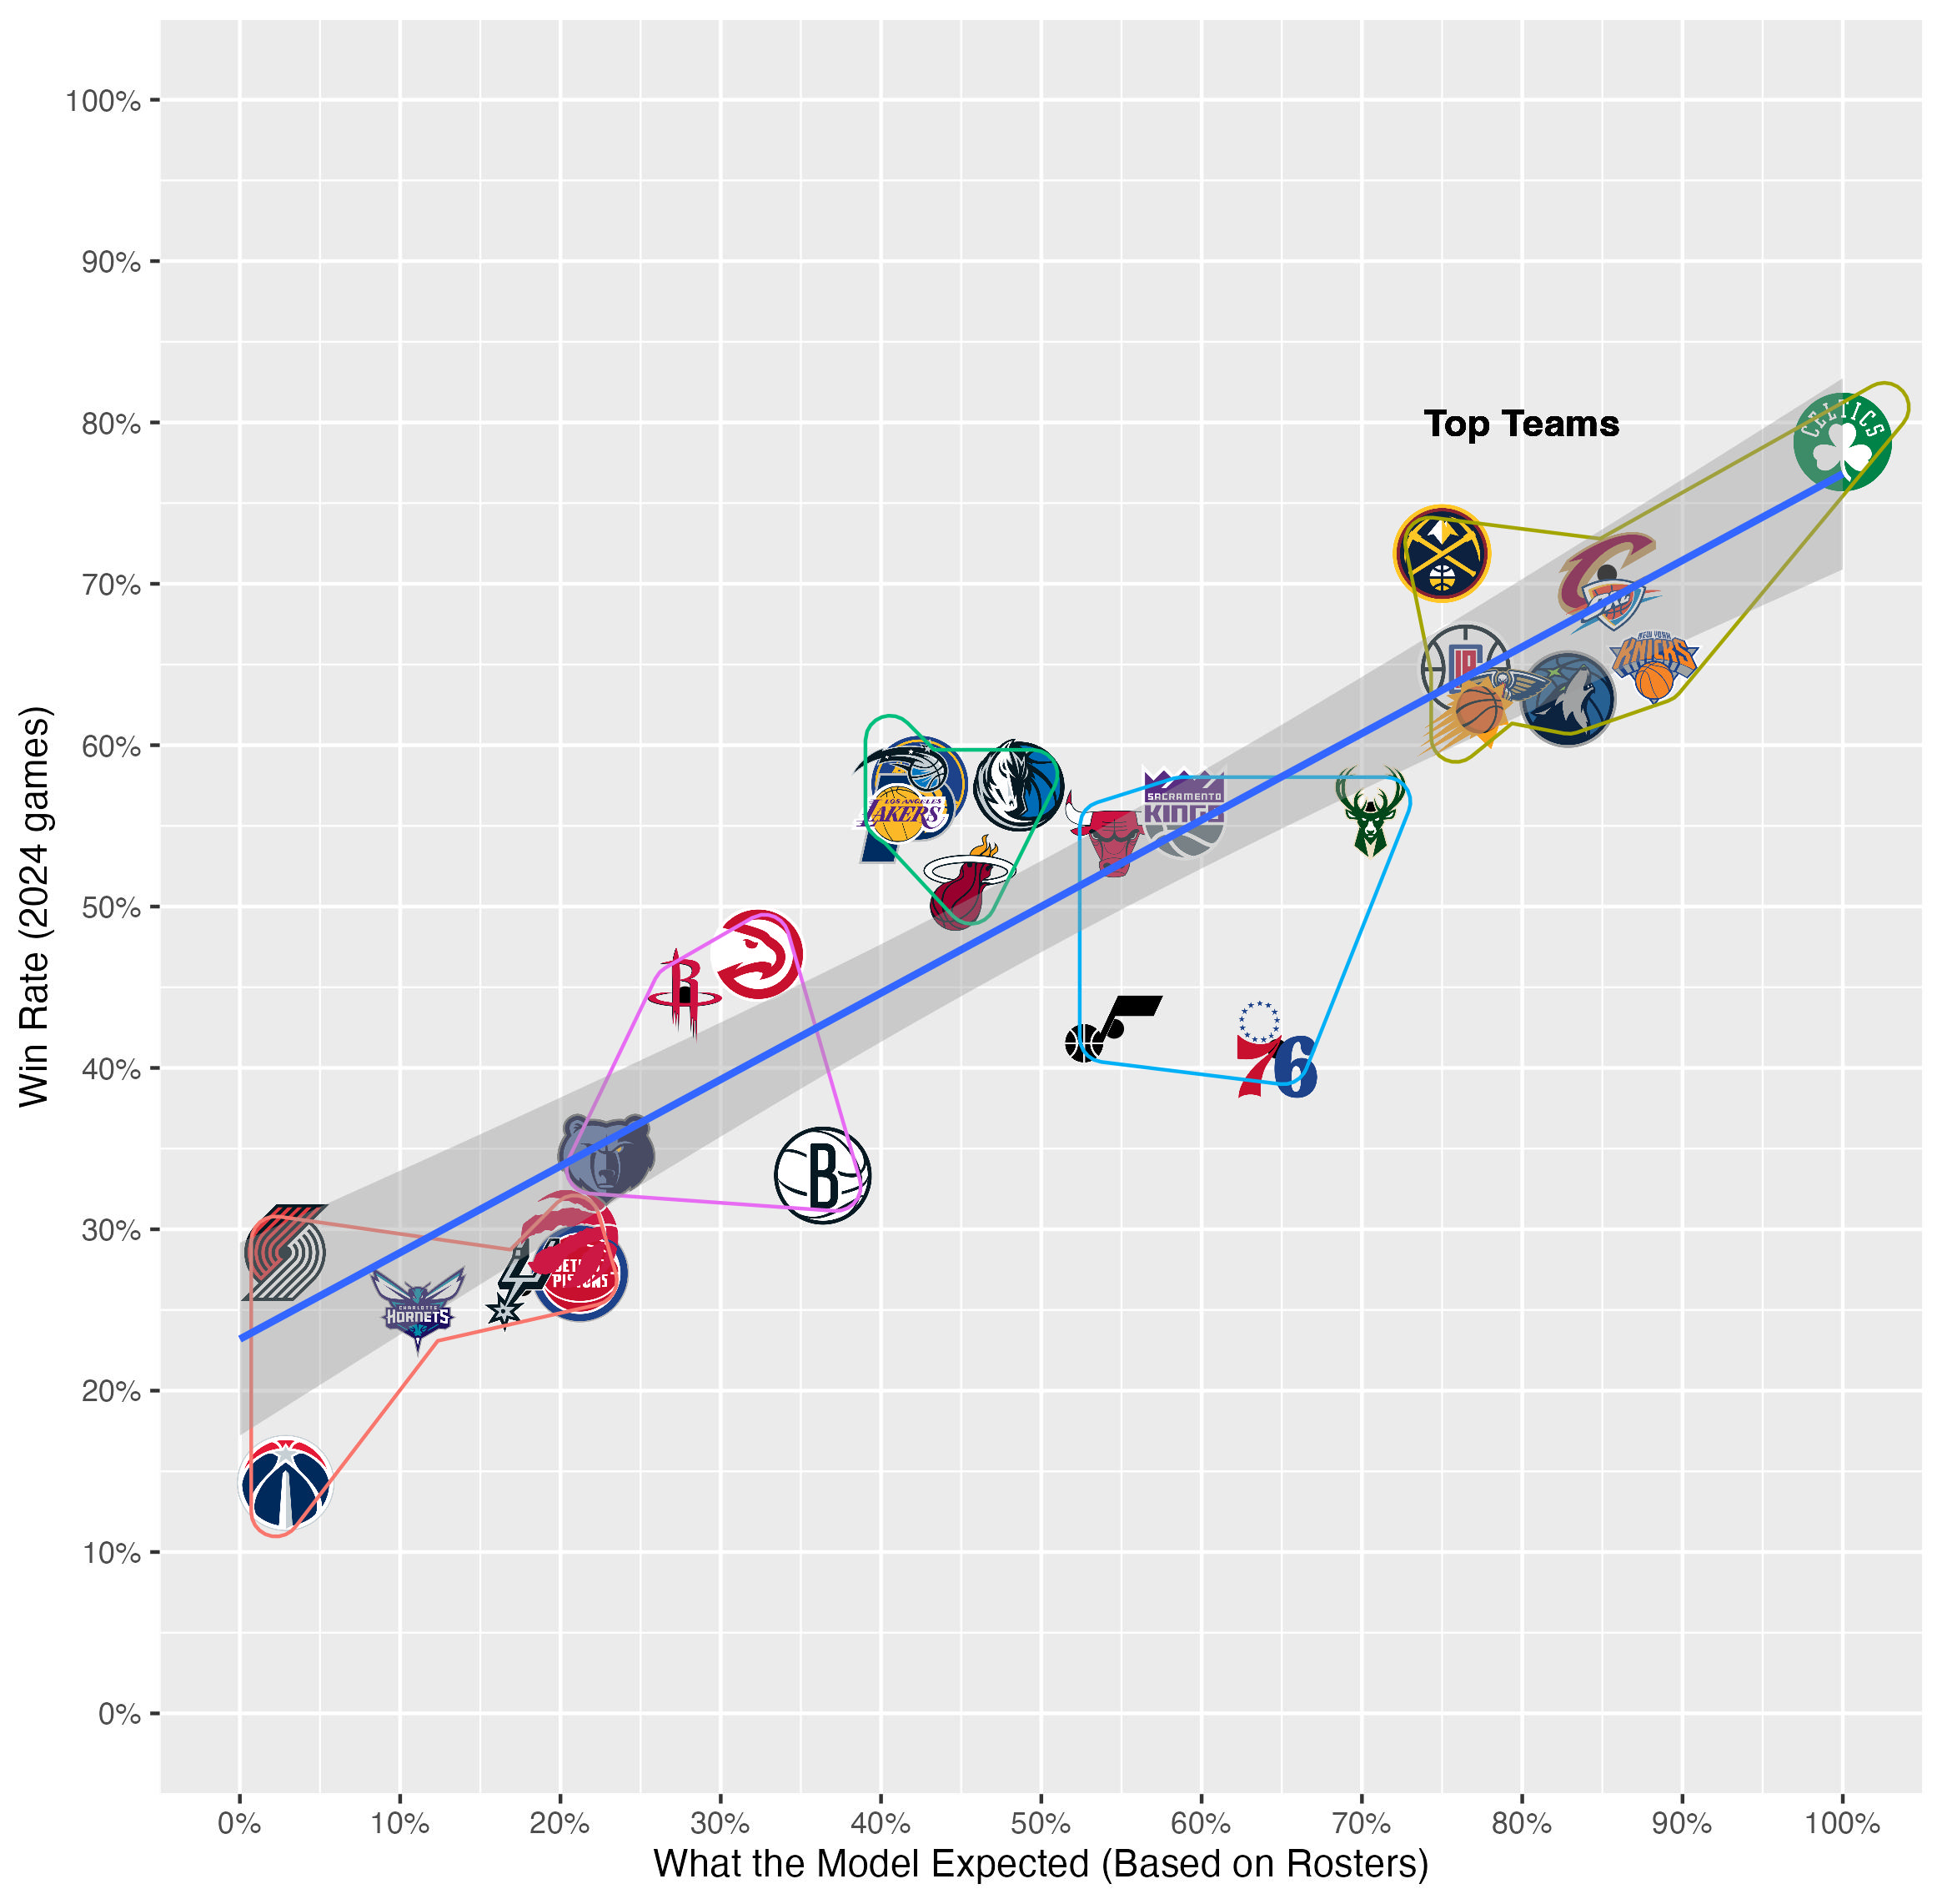 Win Rate (2024 games)
100%
90%
80%
70%
60%
50%
40%
30%
20%
10%
0%
Top Teams
CELTICS
NEW YORK
KNICKS
LOS ANGELES
LAKERS
SACRAMENTO
KINGS
76
R
B
CHARLOTTE
HORNETS
0% 10% 20% 30% 40% 50% 60% 70% 80% 90% 100%
What the Model Expected (Based on Rosters)